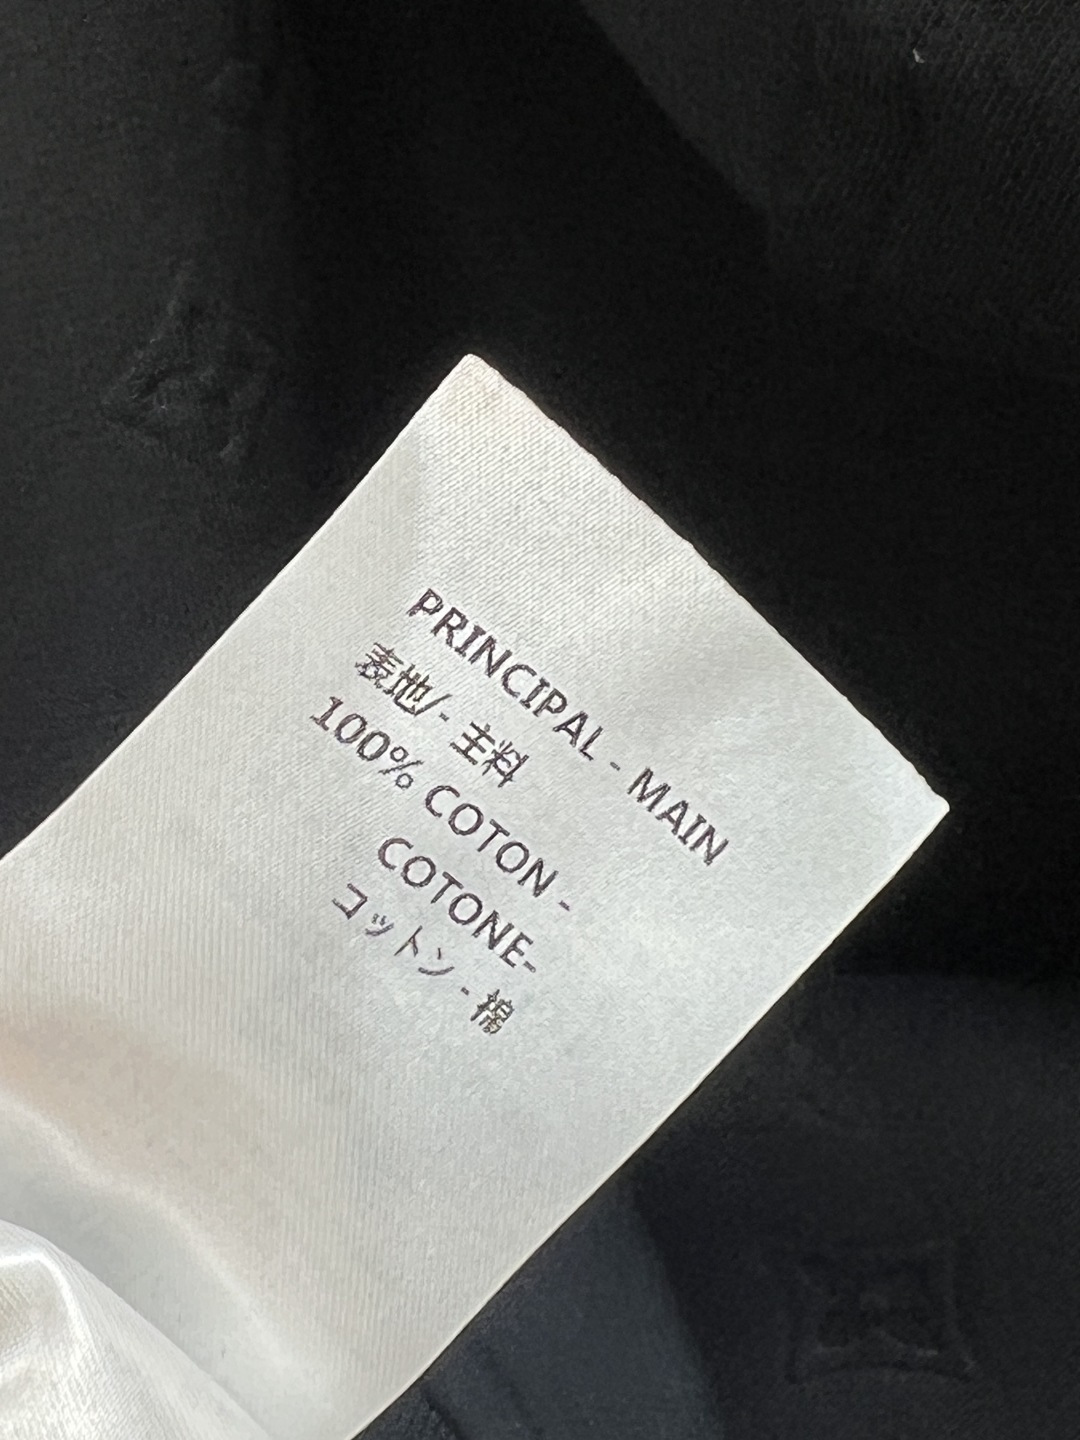 PRINCIPAL - MAIN
表地/- 主料
100% COTON -
COTONE-
コットン - 棉